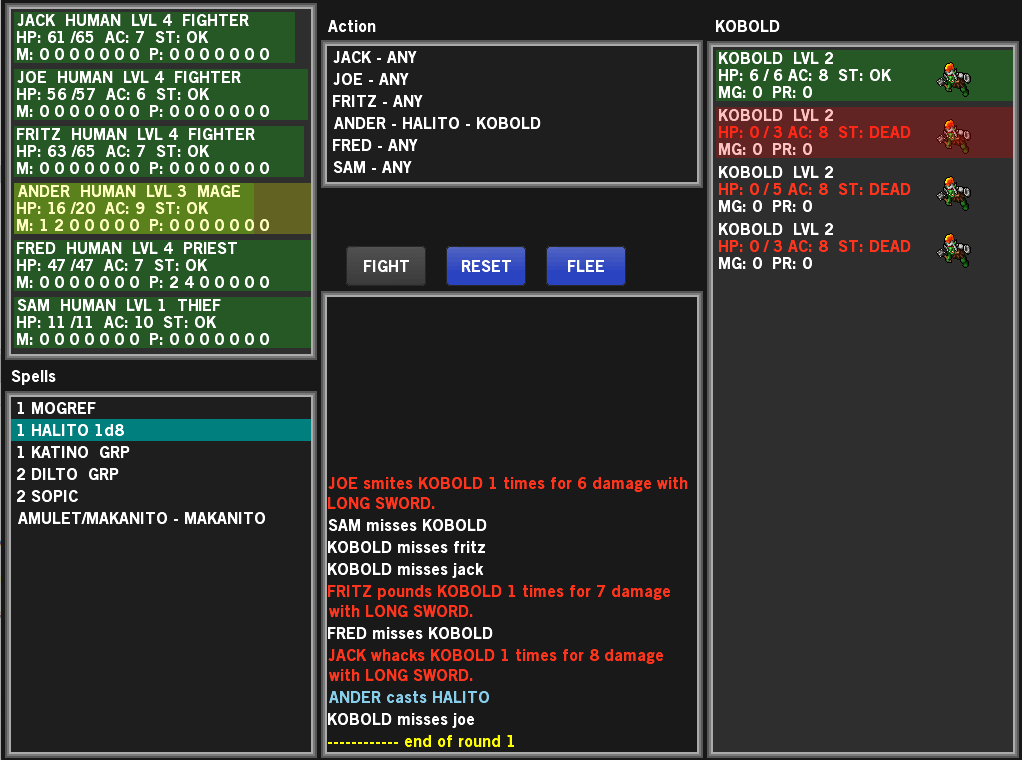 JACK HUMAN LVL 4 FIGHTER
HP: 61 /65 AC: 7 ST: OK
M: 0 0 0 0 0 0 0 P: 0 0 0 0 0 0 0
JOE HUMAN LVL 4 FIGHTER
HP: 56 /57 AC: 6 ST: OK
M: 0 0 0 0 0 0 0 P: 0 0 0 0 0 0 0
FRITZ HUMAN LVL 4 FIGHTER
HP: 63 /65 AC: 7 ST: OK
M: 0 0 0 0 0 0 0 P: 0 0 0 0 0 0 0
ANDER HUMAN LVL 3 MAGE
HP: 16 /20 AC: 9 ST: OK
M: 1 2 0 0 0 0 0 P: 0 0 0 0 0 0 0
FRED HUMAN LVL 4 PRIEST
HP: 47 /47 AC: 7 ST: OK
M: 0 0 0 0 0 0 0 P: 2 4 0 0 0 0 0
SAM HUMAN LVL 1 THIEF
HP: 11 /11 AC: 10 ST: OK
M: 0 0 0 0 0 0 0 P: 0 0 0 0 0 0 0
Spells
1 MOGREF
1 HALITO 1d8
1 KATINO GRP
2 DILTO GRP
2 SOPIC
AMULET/MAKANITO - MAKANITO
Action
JACK - ANY
JOE - ANY
FRITZ - ANY
ANDER - HALITO - KOBOLD
FRED - ANY
SAM - ANY
FIGHT RESET FLEE
JOE smites KOBOLD 1 times for 6 damage with
LONG SWORD.
SAM misses KOBOLD
KOBOLD misses fritz
KOBOLD misses jack
FRITZ pounds KOBOLD 1 times for 7 damage
with LONG SWORD.
FRED misses KOBOLD
JACK whacks KOBOLD 1 times for 8 damage
with LONG SWORD.
ANDER casts HALITO
KOBOLD misses joe
------------ end of round 1
KOBOLD
KOBOLD LVL 2
HP: 6 / 6 AC: 8 ST: OK
MG: 0 PR: 0
KOBOLD LVL 2
HP: 0 / 3 AC: 8 ST: DEAD
MG: 0 PR: 0
KOBOLD LVL 2
HP: 0 / 5 AC: 8 ST: DEAD
MG: 0 PR: 0
KOBOLD LVL 2
HP: 0 / 3 AC: 8 ST: DEAD
MG: 0 PR: 0